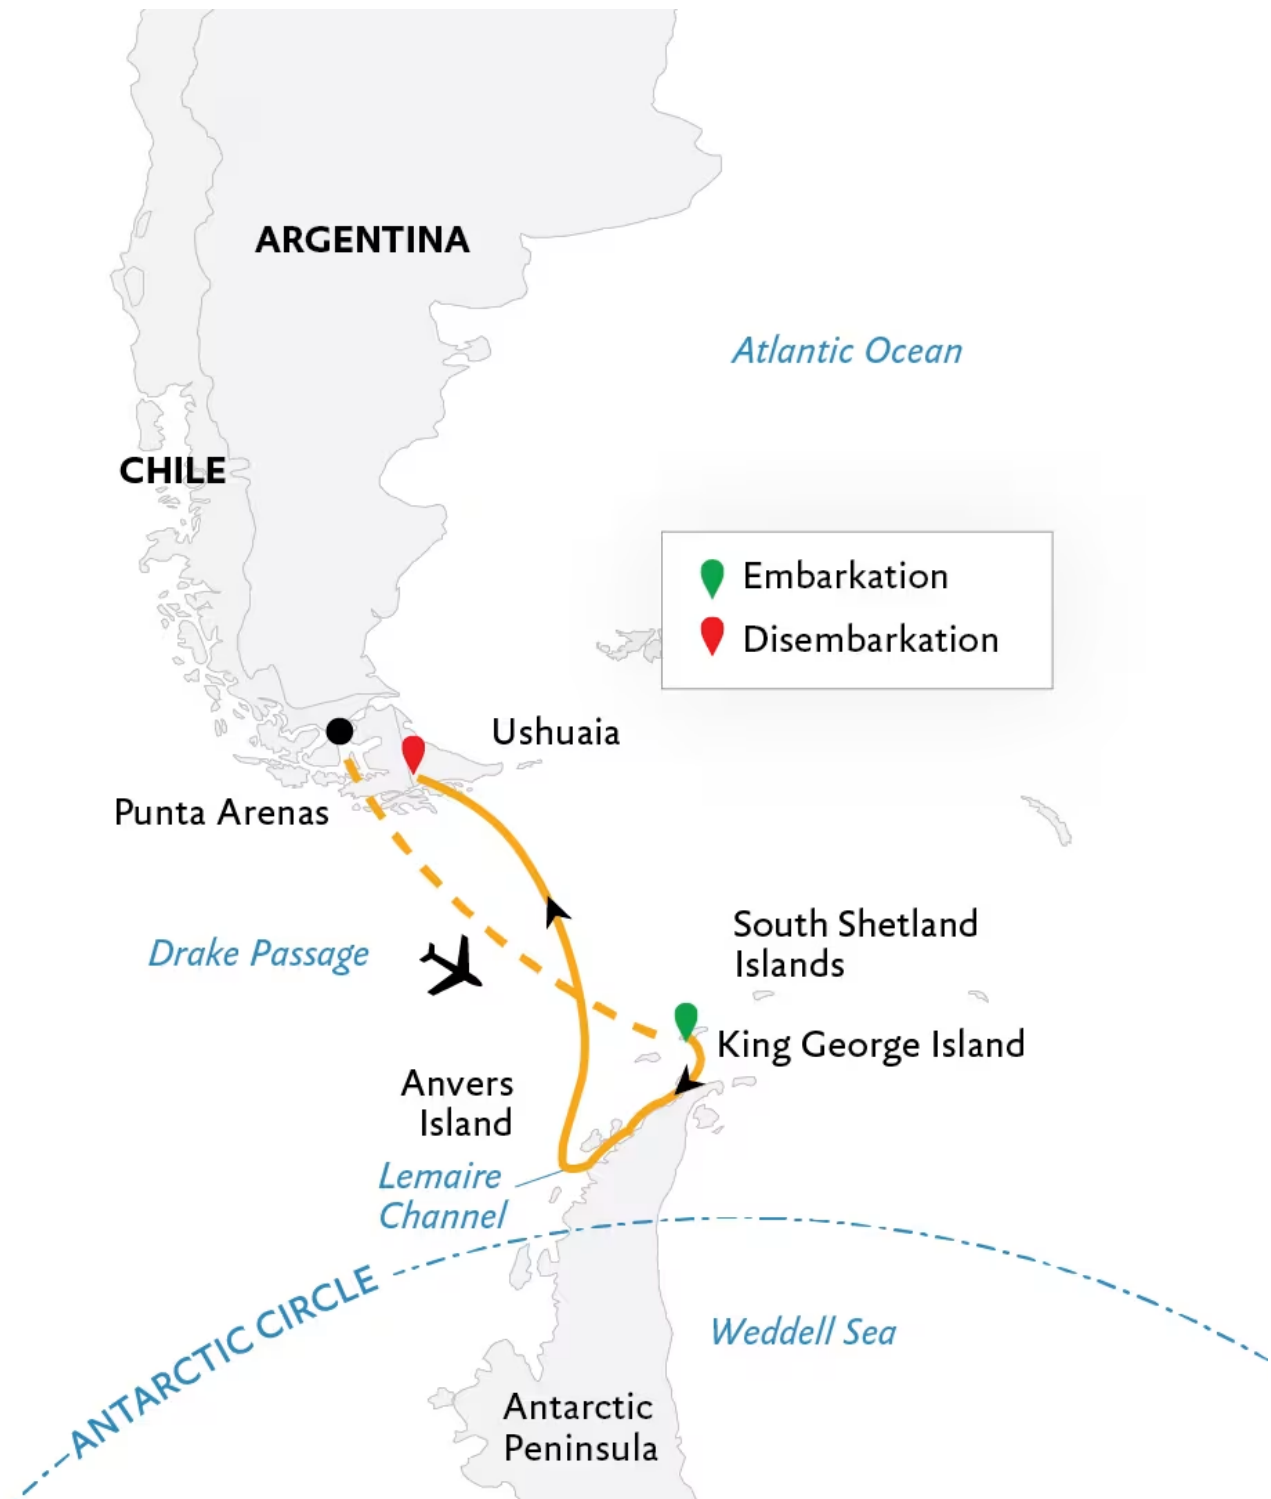 ARGENTINA
Atlantic Ocean
CHILE
Embarkation
Disembarkation
Ushuaia
Punta Arenas
South Shetland
Islands
Drake Passage
King George Island
Anvers
Island
Lemaire
Channel
ANTARCTIC CIRCLE
Weddell Sea
Antarctic
Peninsula